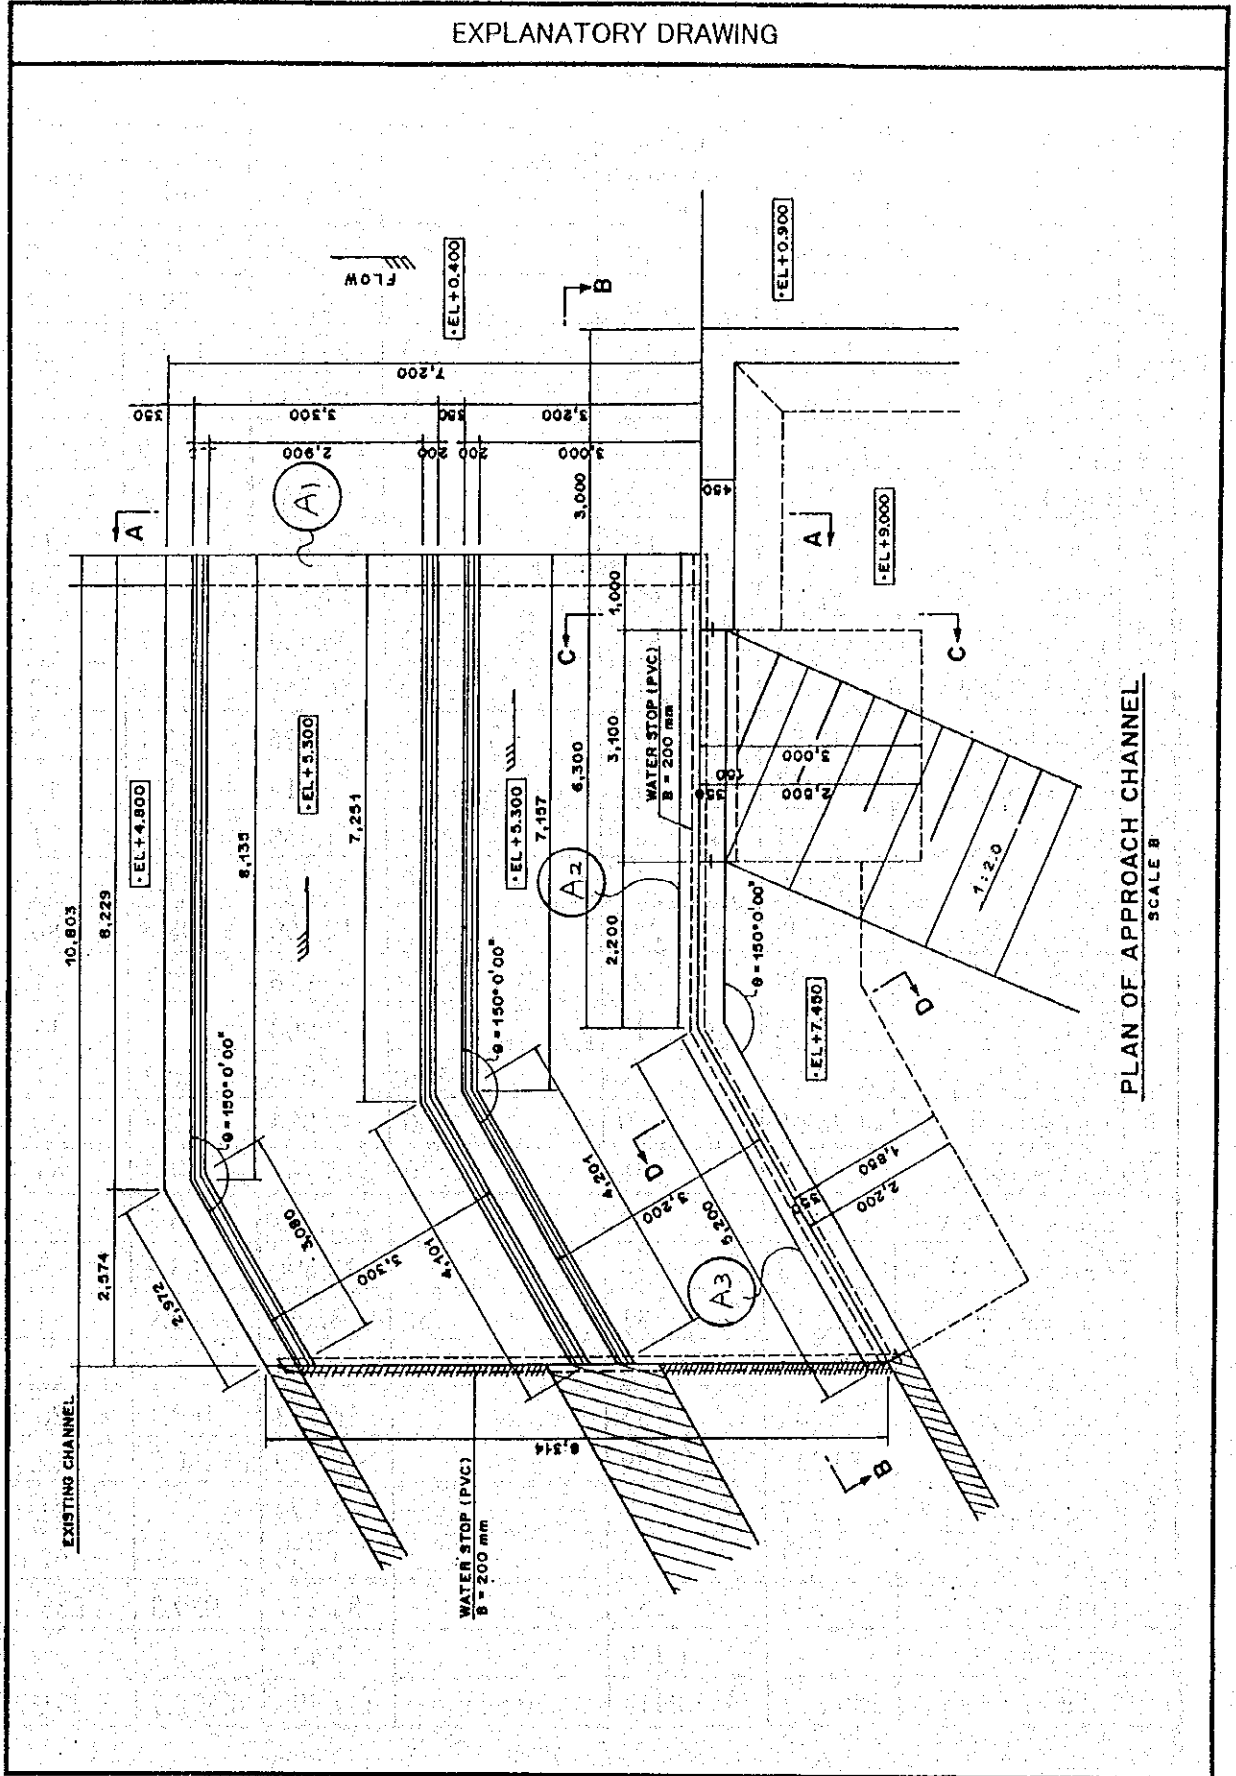 EXPLANATORY DRAWING
EXISTING CHANNEL
10,803
2,574
8,229
2,972
3,080
8,135
θ = 150° 0' 00"
EL + 4.800
A
EL + 5.300
7,251
4,101
3,300
A1
350
3,300
350
3,200
7,200
2,900
200
200
3,000
FLOW
EL + 0.400
B
3,000
EL + 5.300
7,157
θ = 150° 0' 00"
4,201
3,200
5,200
D
A2
6,300
2,200
3,100
1,000
C
WATER STOP (PVC)
B = 200 mm
A3
8,314
WATER STOP (PVC)
B = 200 mm
B
350
1,850
2,200
θ = 150° 0' 00"
EL + 7.450
D
100
3,000
2,800
1 : 2.0
450
A
EL + 9.000
C
EL + 0.900
PLAN OF APPROACH CHANNEL
SCALE B